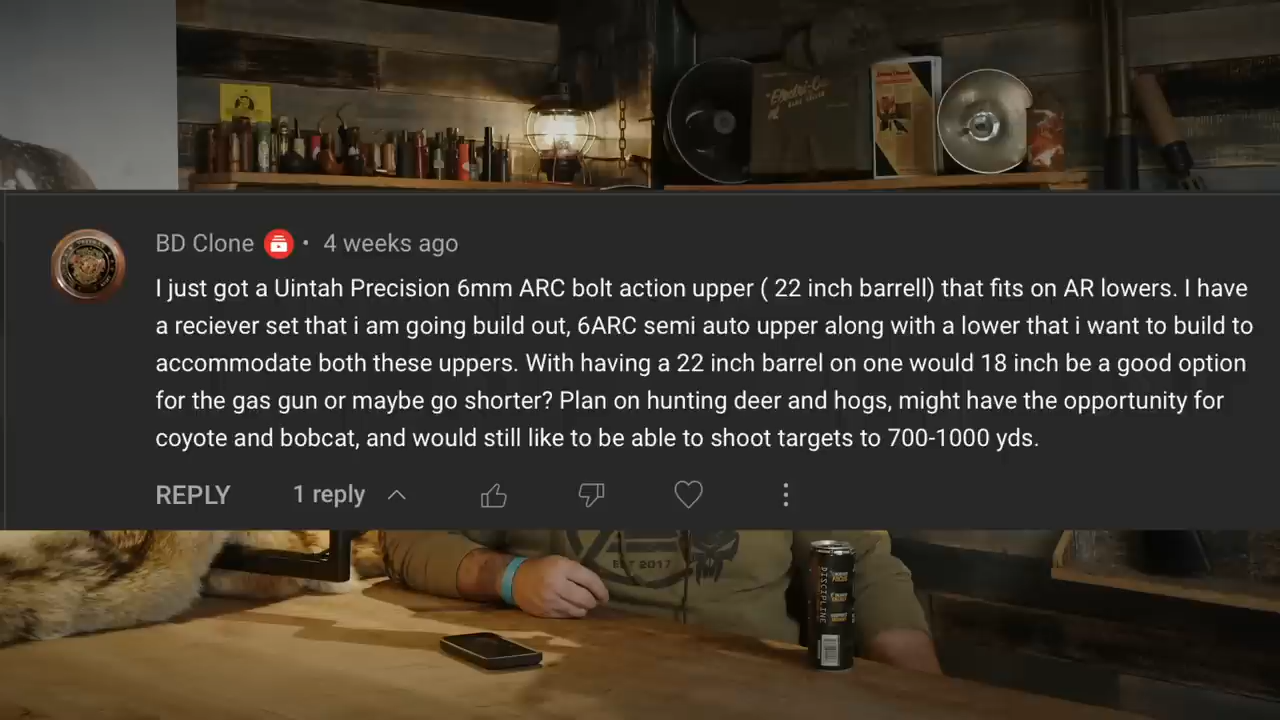 Electri-Co
BD Clone • 4 weeks ago
I just got a Uintah Precision 6mm ARC bolt action upper ( 22 inch barrell) that fits on AR lowers. I have
a reciever set that i am going build out, 6ARC semi auto upper along with a lower that i want to build to
accommodate both these uppers. With having a 22 inch barrel on one would 18 inch be a good option
for the gas gun or maybe go shorter? Plan on hunting deer and hogs, might have the opportunity for
coyote and bobcat, and would still like to be able to shoot targets to 700-1000 yds.
REPLY 1 reply
EST 2017
DISCIPLINE